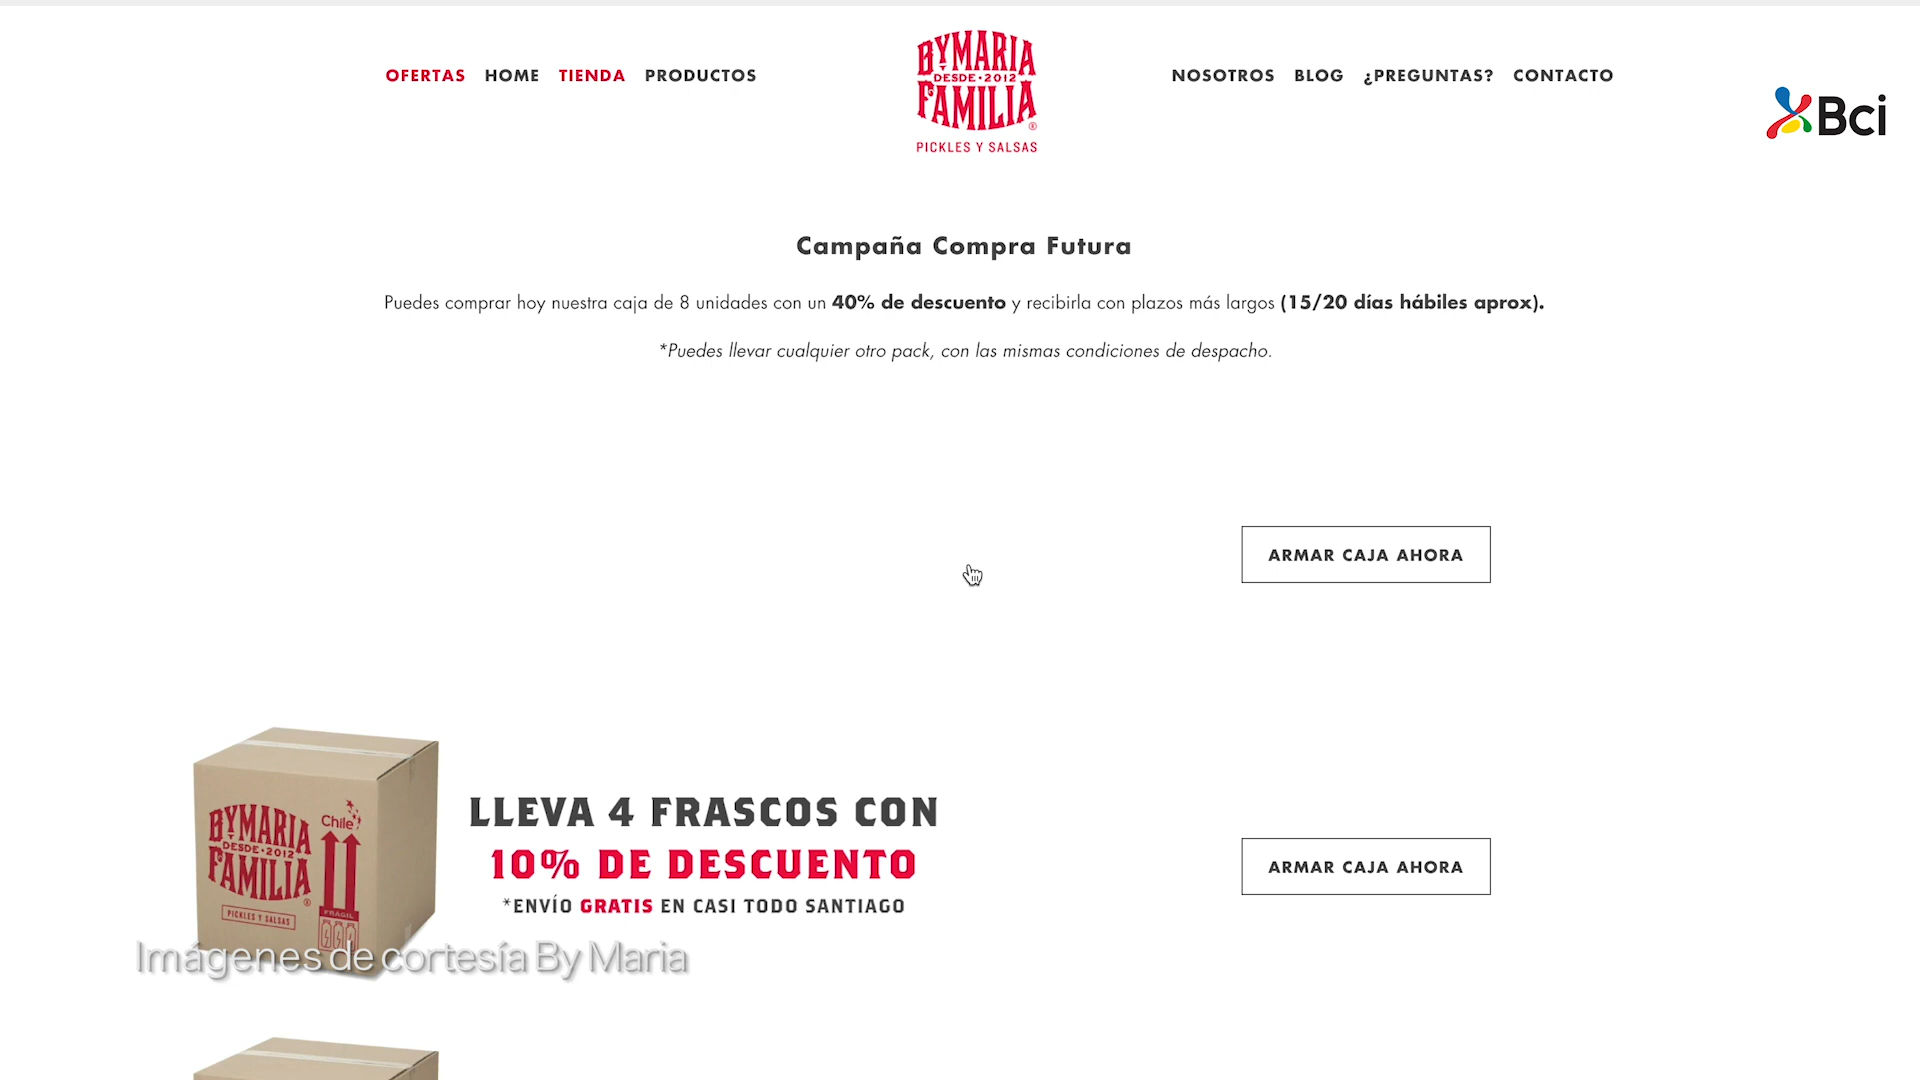 OFERTAS HOME TIENDA PRODUCTOS
BYMARIA
DESDE · 2012
FAMILIA
PICKLES Y SALSAS
NOSOTROS BLOG ¿PREGUNTAS? CONTACTO
Bci
Campaña Compra Futura
Puedes comprar hoy nuestra caja de 8 unidades con un 40% de descuento y recibirla con plazos más largos (15/20 días hábiles aprox).
*Puedes llevar cualquier otro pack, con las mismas condiciones de despacho.
ARMAR CAJA AHORA
BYMARIA
DESDE · 2012
FAMILIA
PICKLES Y SALSAS
Chile
FRÁGIL
LLEVA 4 FRASCOS CON
10% DE DESCUENTO
*ENVÍO GRATIS EN CASI TODO SANTIAGO
ARMAR CAJA AHORA
Imágenes de cortesía By Maria